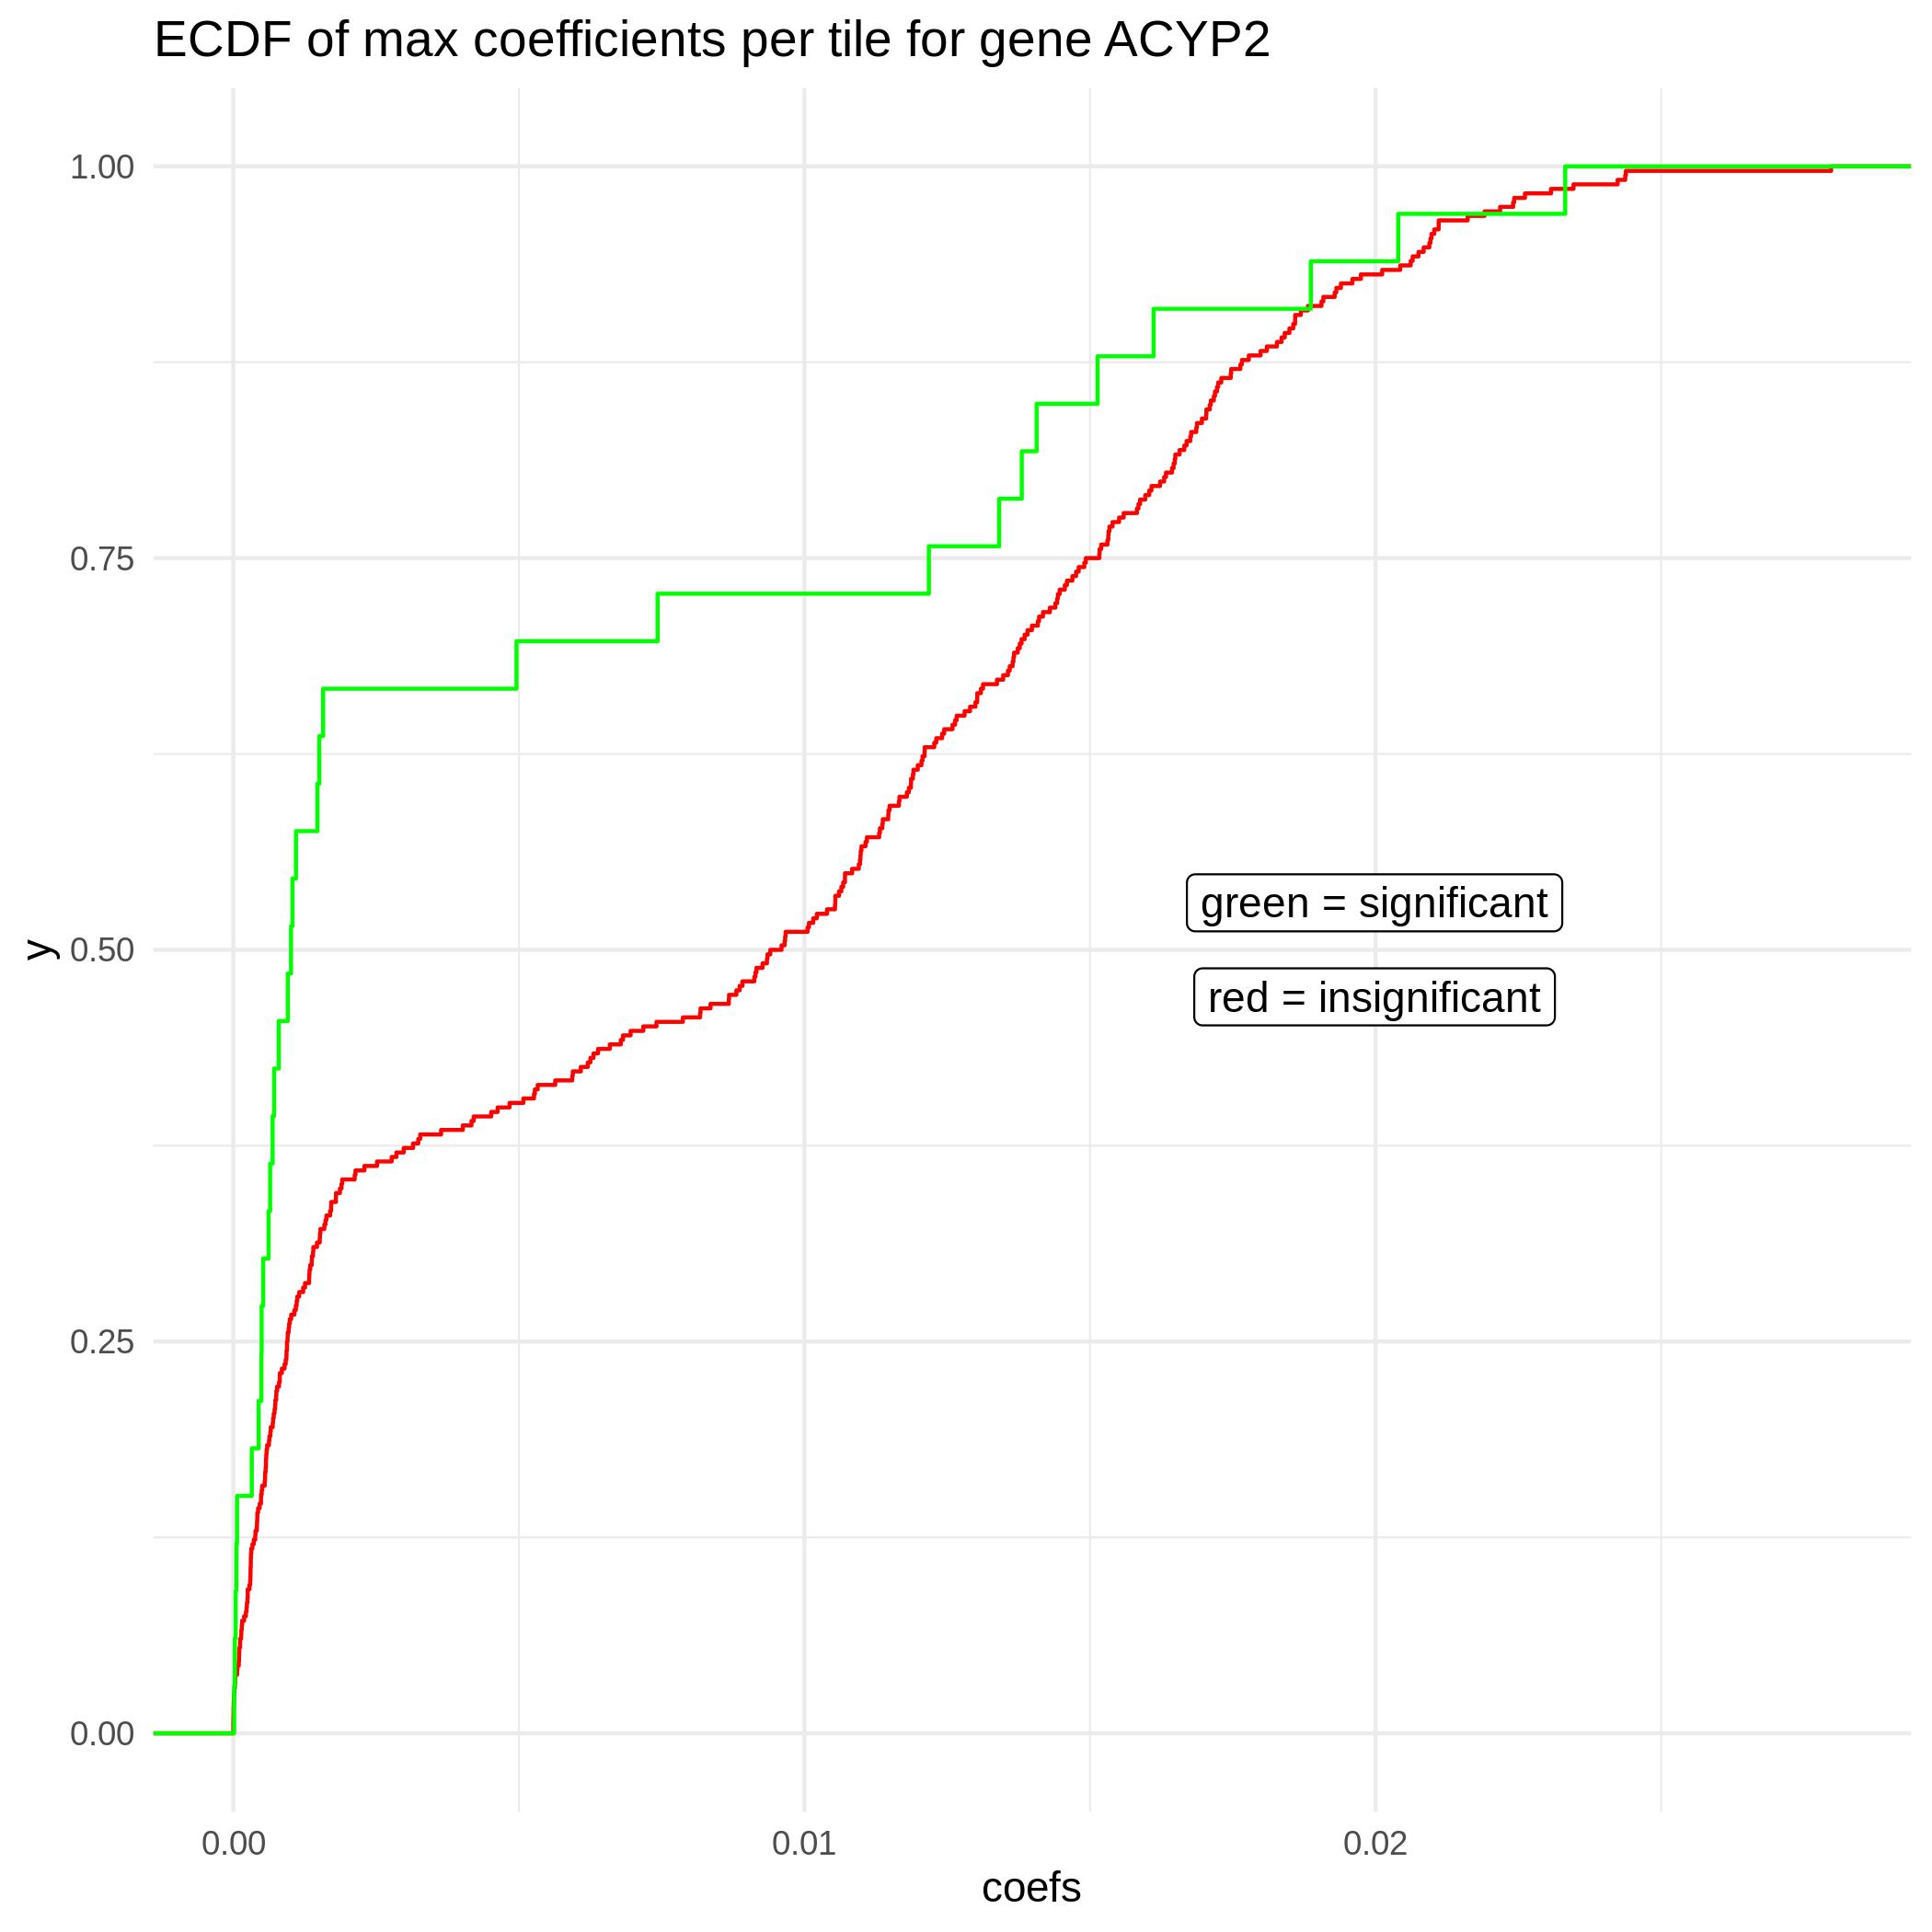 ECDF of max coefficients per tile for gene ACYP2
1.00
0.75
0.50
0.25
0.00
y
green = significant
red = insignificant
0.00 0.01 0.02
coefs